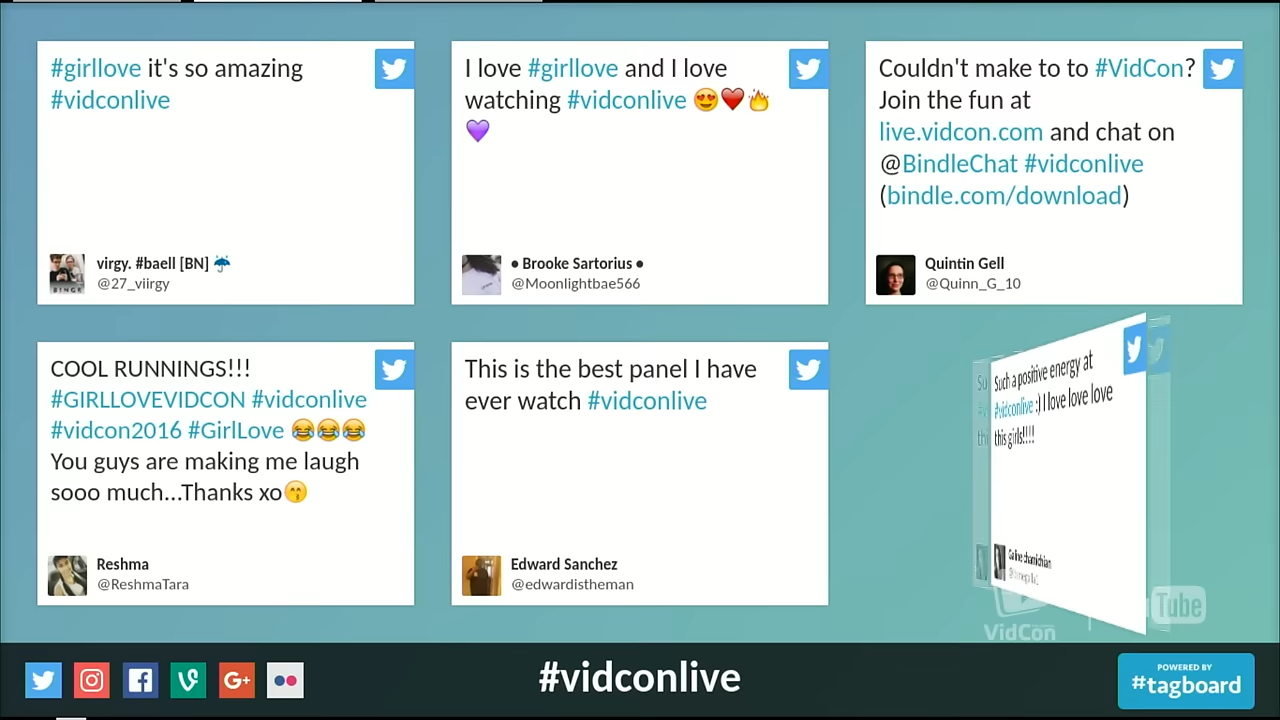 #girllove it's so amazing
#vidconlive
virgy. #baell [BN] ☂
@27_viirgy
I love #girllove and I love
watching #vidconlive 😍❤️🔥
💜
• Brooke Sartorius •
@Moonlightbae566
Couldn't make to to #VidCon?
Join the fun at
live.vidcon.com and chat on
@BindleChat #vidconlive
(bindle.com/download)
Quintin Gell
@Quinn_G_10
COOL RUNNINGS!!!
#GIRLLOVEVIDCON #vidconlive
#vidcon2016 #GirlLove 😂😂😂
You guys are making me laugh
sooo much...Thanks xo😙
Reshma
@ReshmaTara
This is the best panel I have
ever watch #vidconlive
Edward Sanchez
@edwardistheman
Such a positive energy at
#vidconlive :) I love love love
this girls!!!!
VidCon
Tube
#vidconlive
POWERED BY
#tagboard